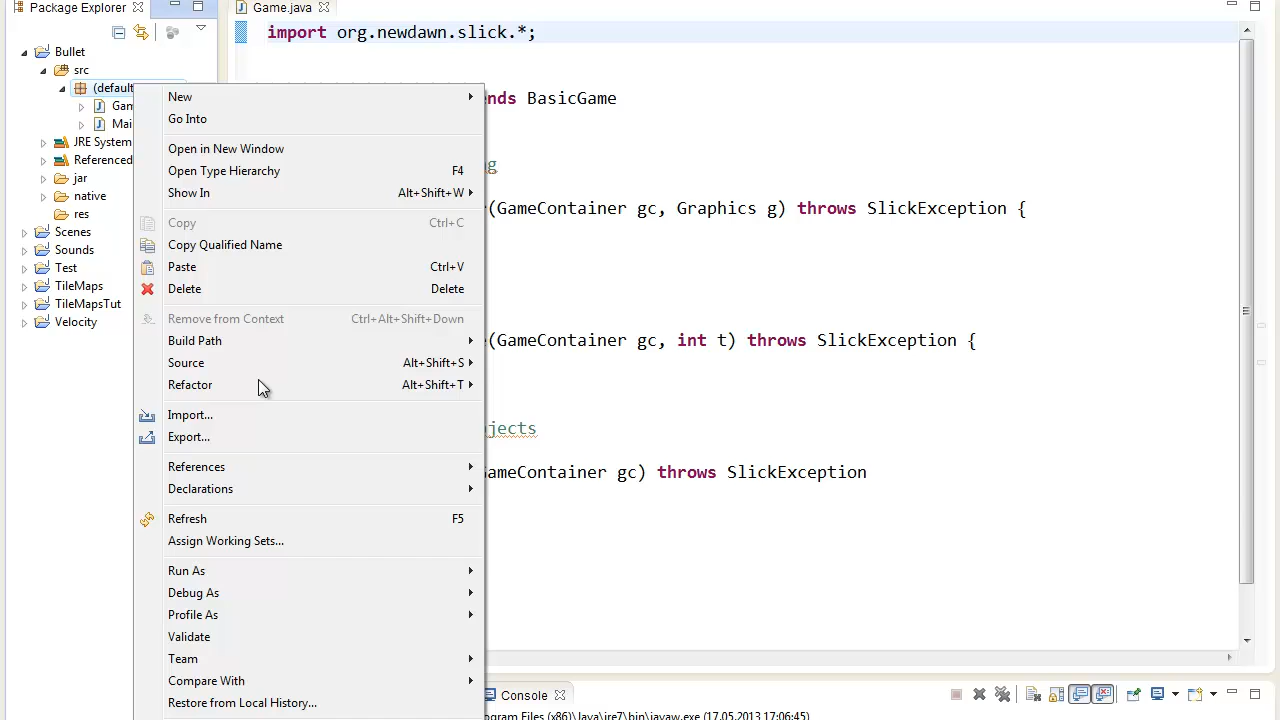 Package Explorer
Game.java
import org.newdawn.slick.*;
Bullet
src
(default
Gam
Mai
JRE System
Referenced
jar
native
res
Scenes
Sounds
Test
TileMaps
TileMapsTut
Velocity
New
Go Into
Open in New Window
Open Type Hierarchy F4
Show In Alt+Shift+W
Copy Ctrl+C
Copy Qualified Name
Paste Ctrl+V
Delete Delete
Remove from Context Ctrl+Alt+Shift+Down
Build Path
Source Alt+Shift+S
Refactor Alt+Shift+T
Import...
Export...
References
Declarations
Refresh F5
Assign Working Sets...
Run As
Debug As
Profile As
Validate
Team
Compare With
Restore from Local History...
nds BasicGame
g
(GameContainer gc, Graphics g) throws SlickException {
(GameContainer gc, int t) throws SlickException {
jects
GameContainer gc) throws SlickException
Console
ogram Files (x86)\Java\jre7\bin\javaw.exe (17.05.2013 17:06:45)